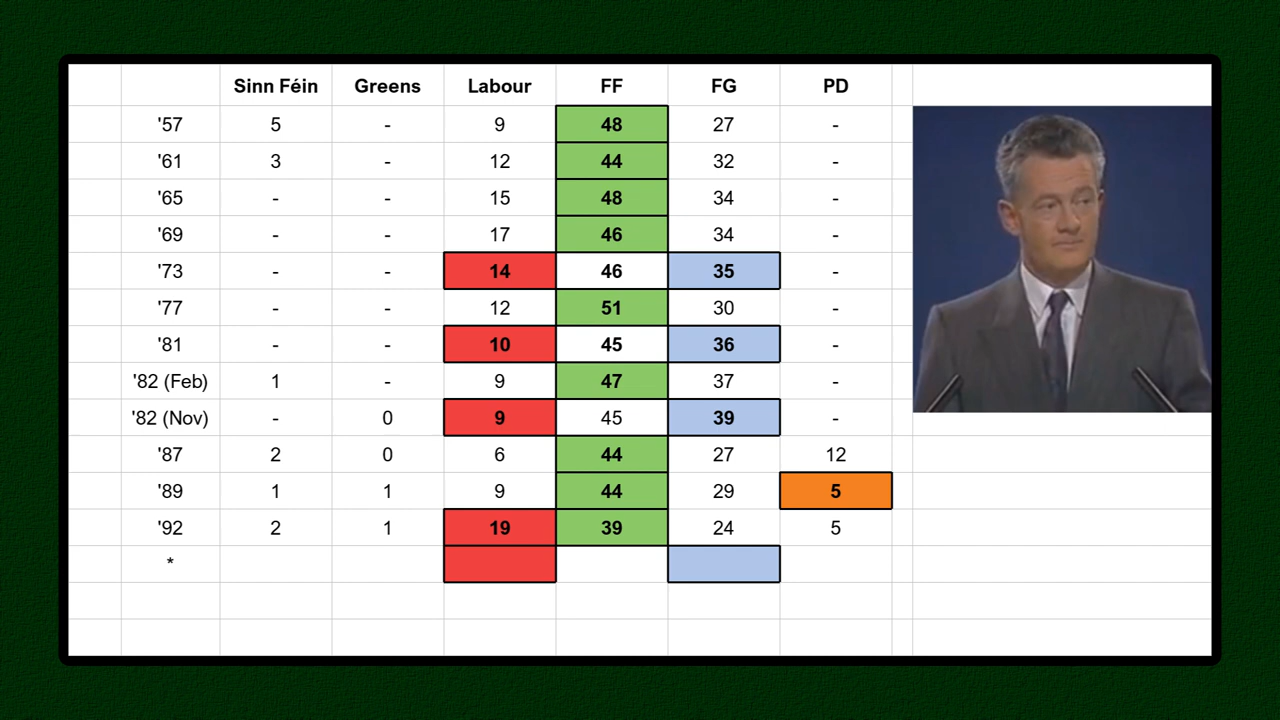 Sinn Féin Greens Labour FF FG PD
'57 5 - 9 48 27 -
'61 3 - 12 44 32 -
'65 - - 15 48 34 -
'69 - - 17 46 34 -
'73 - - 14 46 35 -
'77 - - 12 51 30 -
'81 - - 10 45 36 -
'82 (Feb) 1 - 9 47 37 -
'82 (Nov) - 0 9 45 39 -
'87 2 0 6 44 27 12
'89 1 1 9 44 29 5
'92 2 1 19 39 24 5
*